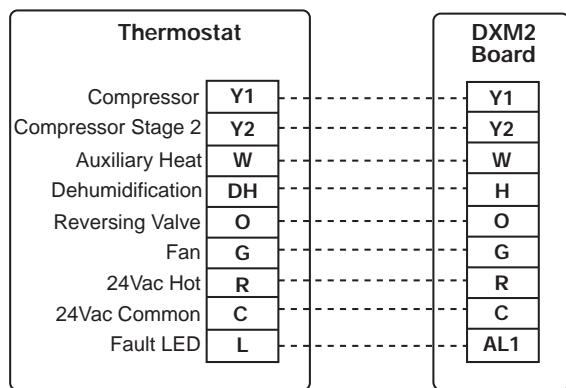 Thermostat
DXM2
Board
Compressor Y1 Y1
Compressor Stage 2 Y2 Y2
Auxiliary Heat W W
Dehumidification DH H
Reversing Valve O O
Fan G G
24Vac Hot R R
24Vac Common C C
Fault LED L AL1